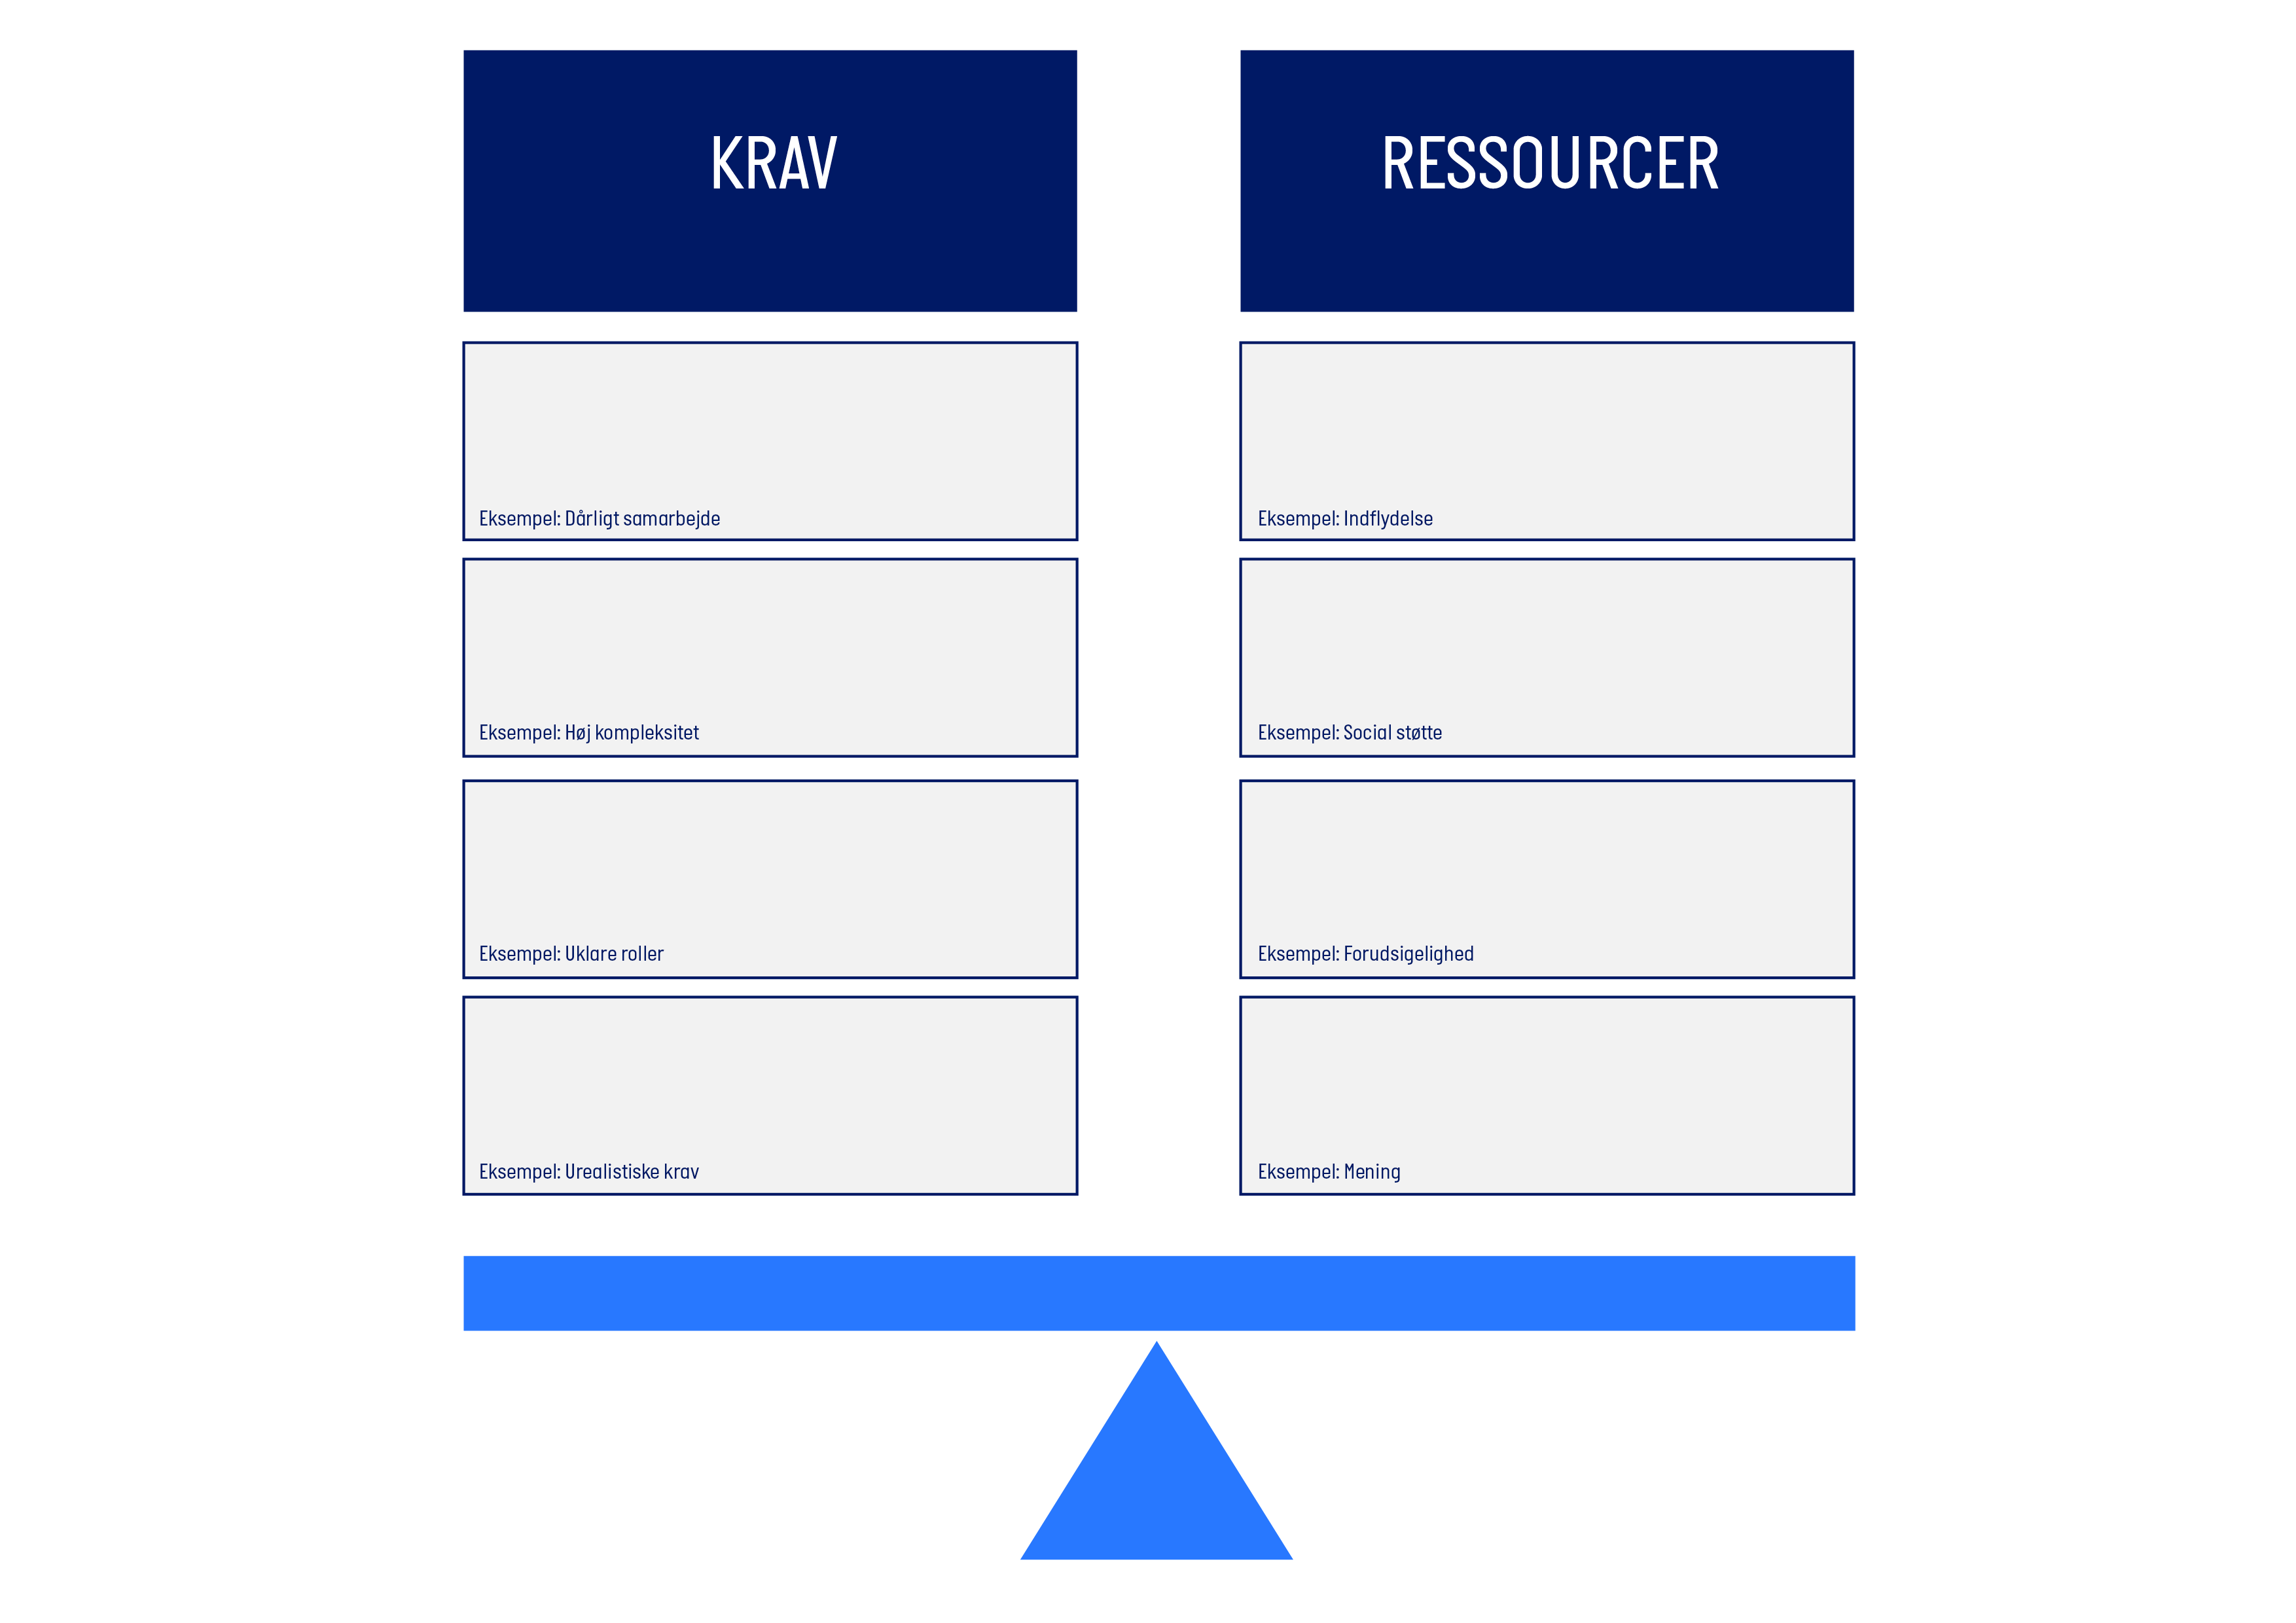 KRAV
Eksempel: Dårligt samarbejde
Eksempel: Høj kompleksitet
Eksempel: Uklare roller
Eksempel: Urealistiske krav
RESSOURCER
Eksempel: Indflydelse
Eksempel: Social støtte
Eksempel: Forudsigelighed
Eksempel: Mening